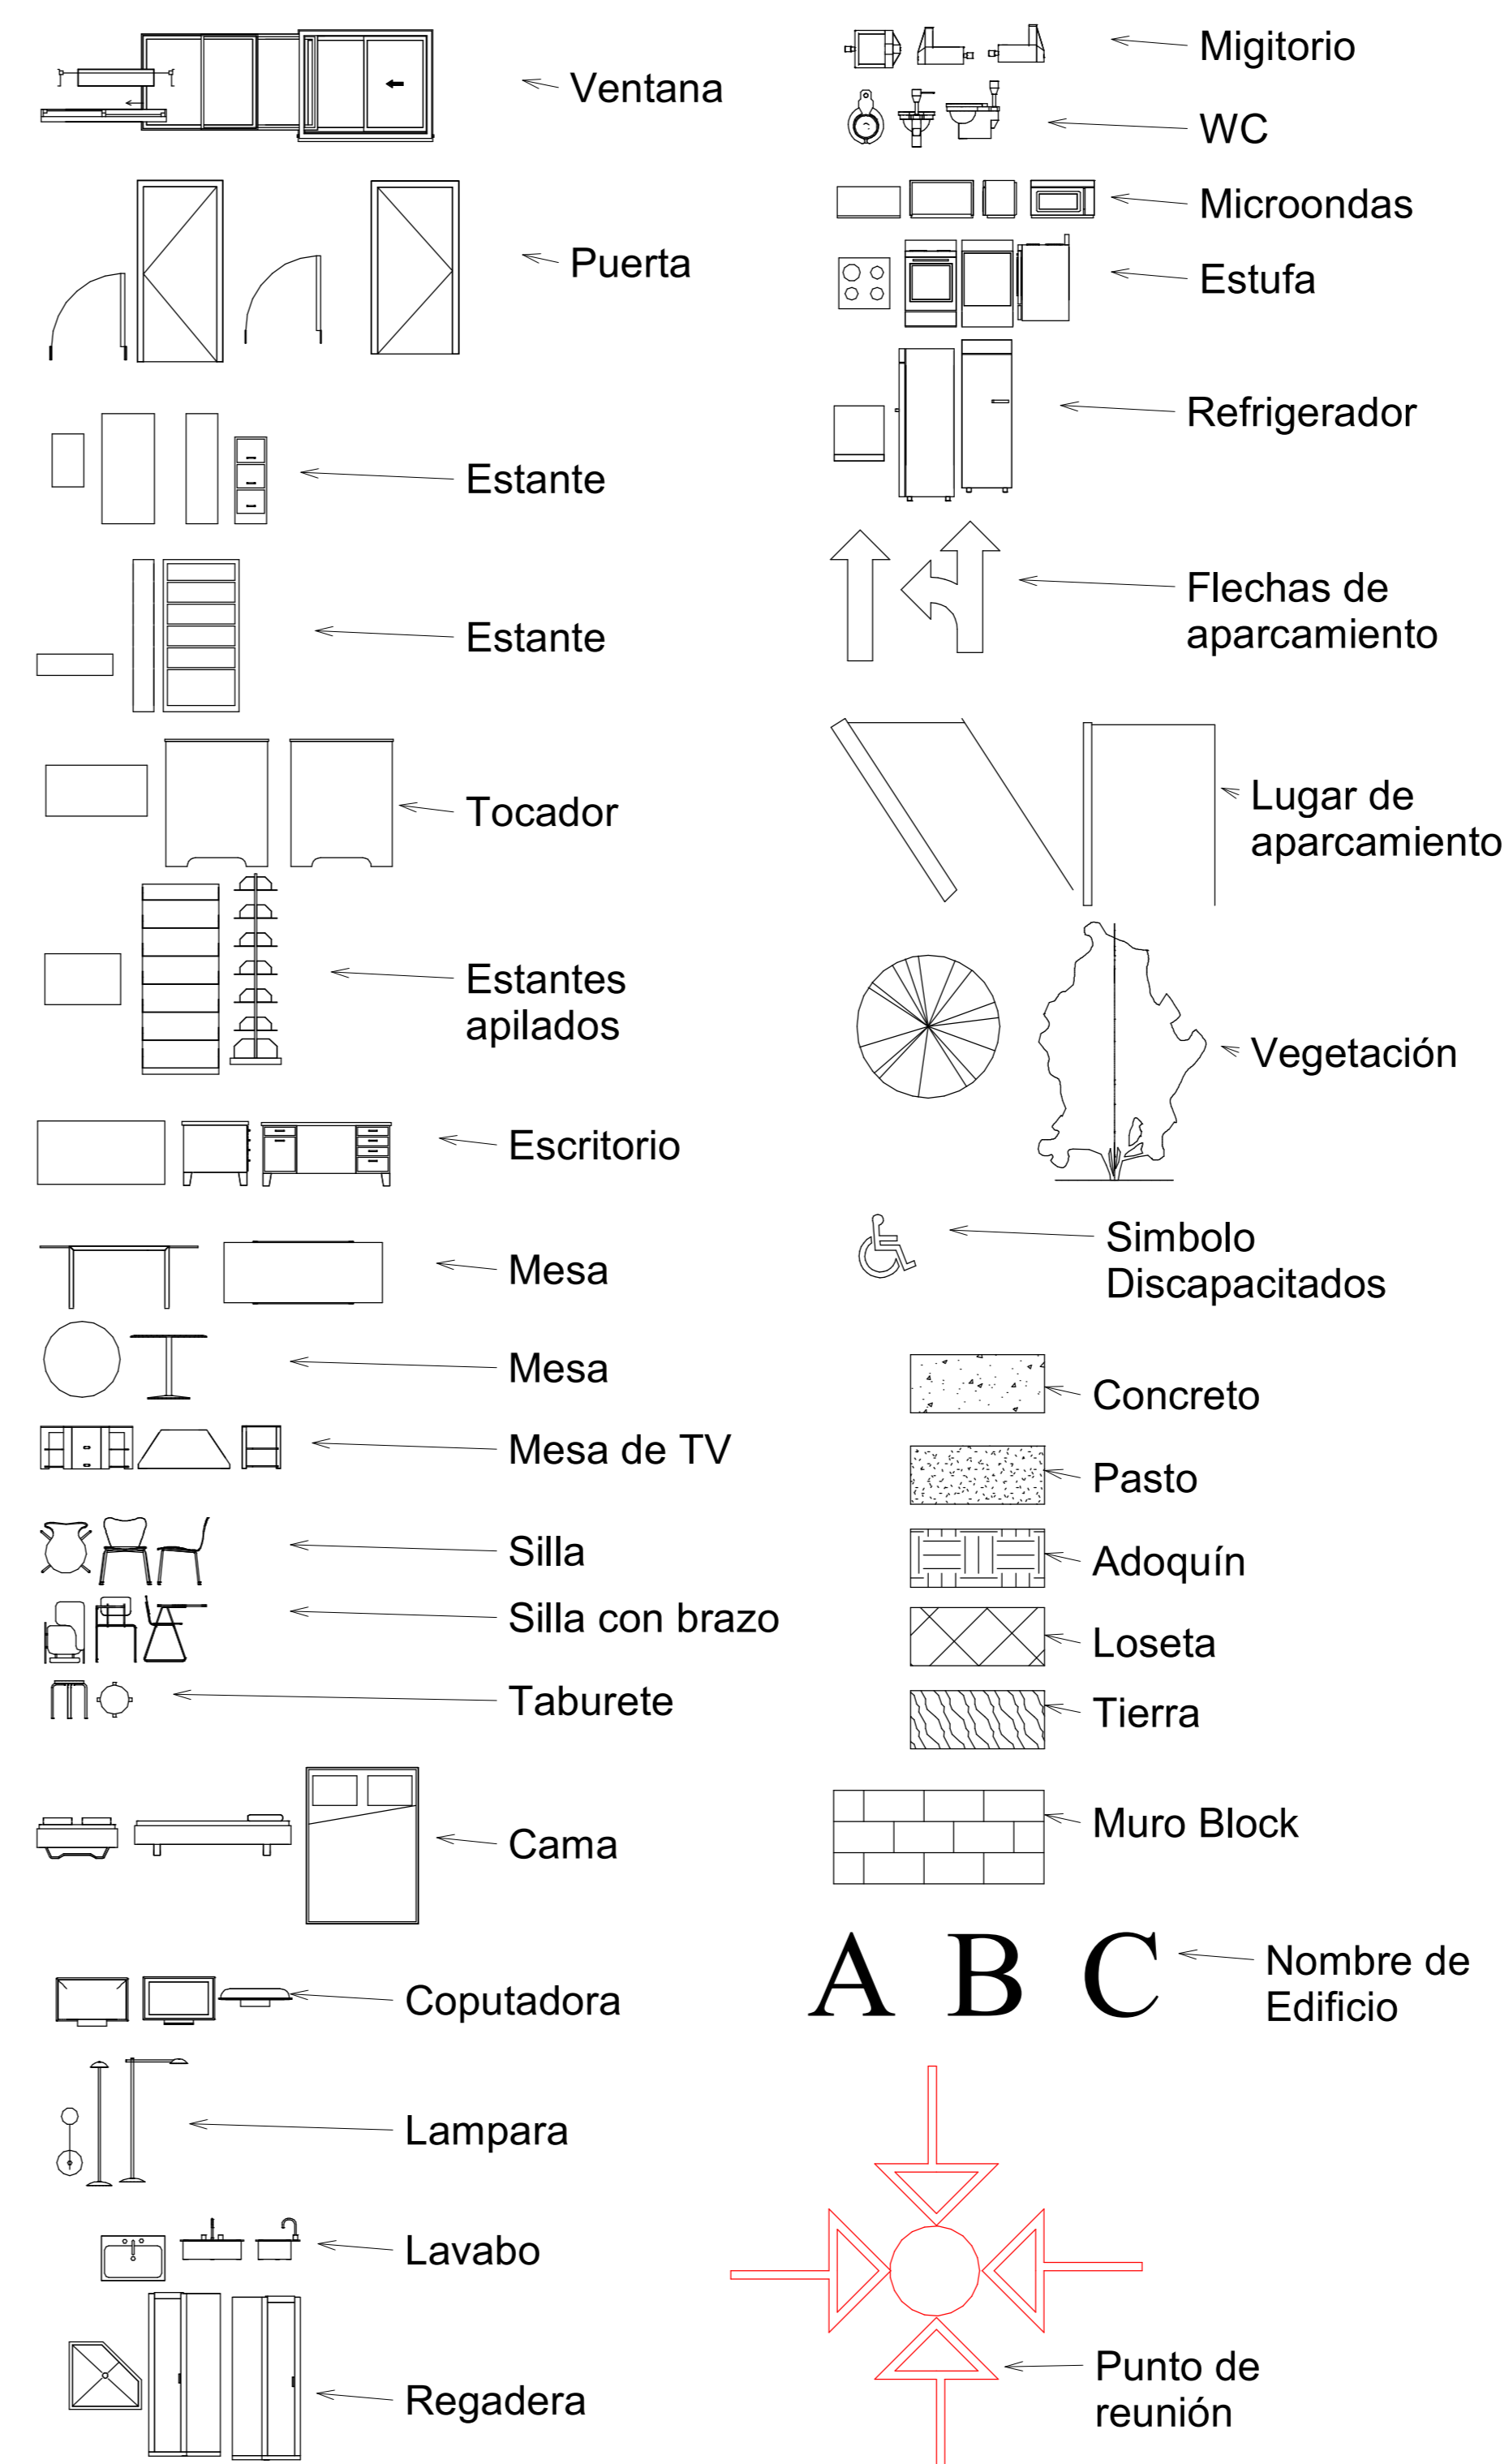 Ventana
Puerta
Estante
Estante
Tocador
Estantes
apilados
Escritorio
Mesa
Mesa
Mesa de TV
Silla
Silla con brazo
Taburete
Cama
Coputadora
Lampara
Lavabo
Regadera
Migitorio
WC
Microondas
Estufa
Refrigerador
Flechas de
aparcamiento
Lugar de
aparcamiento
Vegetación
Simbolo
Discapacitados
Concreto
Pasto
Adoquín
Loseta
Tierra
Muro Block
A B C
Nombre de
Edificio
Punto de
reunión